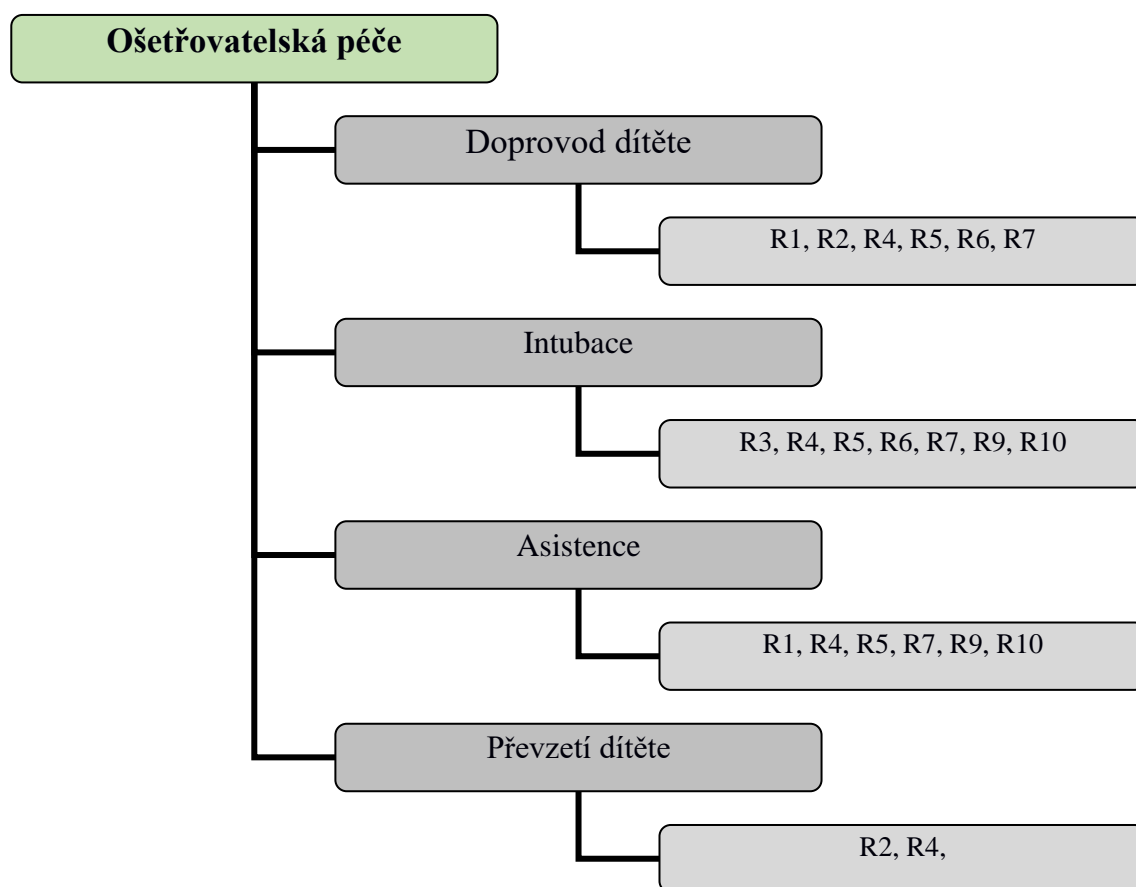 Ošetřovatelská péče
Doprovod dítěte
R1, R2, R4, R5, R6, R7
Intubace
R3, R4, R5, R6, R7, R9, R10
Asistence
R1, R4, R5, R7, R9, R10
Převzetí dítěte
R2, R4,